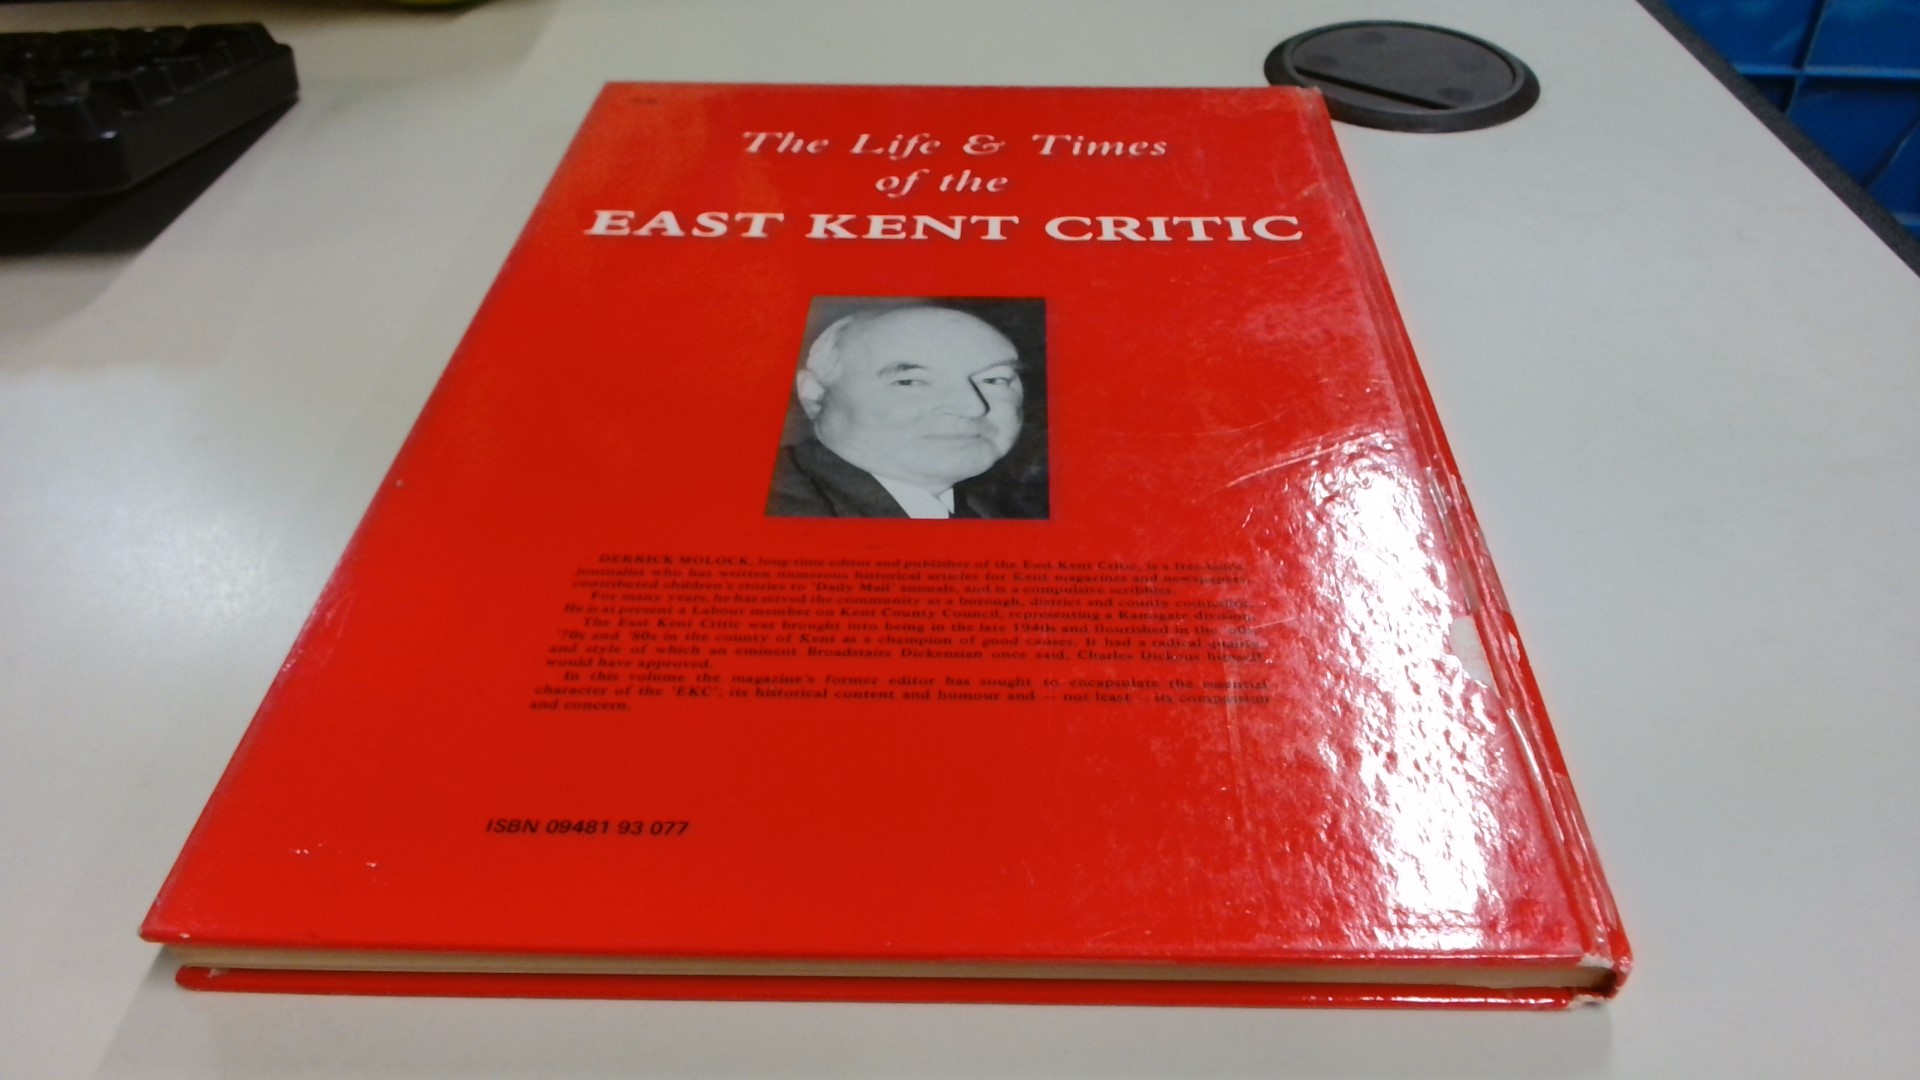 The Life & Times
of the
EAST KENT CRITIC
DERRICK MOLOCK, long-time editor and publisher of the East Kent Critic, is a free-lance
journalist who has written numerous historical articles for Kent magazines and newspapers,
contributed children's stories to 'Daily Mail' annuals, and is a compulsive scribbler.
For many years, he has served the community as a borough, district and county councillor.
He is at present a Labour member on Kent County Council, representing a Ramsgate division.
The East Kent Critic was brought into being in the late 1940s and flourished in the '60s,
'70s and '80s in the county of Kent as a champion of good causes. It had a radical
and style of which an eminent Broadstairs Dickensian once said, Charles Dickens himself
would have approved.
In this volume the magazine's former editor has sought to encapsulate the essential
character of the 'EKC'; its historical content and humour and — not least — its compassion
and concern.
ISBN 09481 93 077